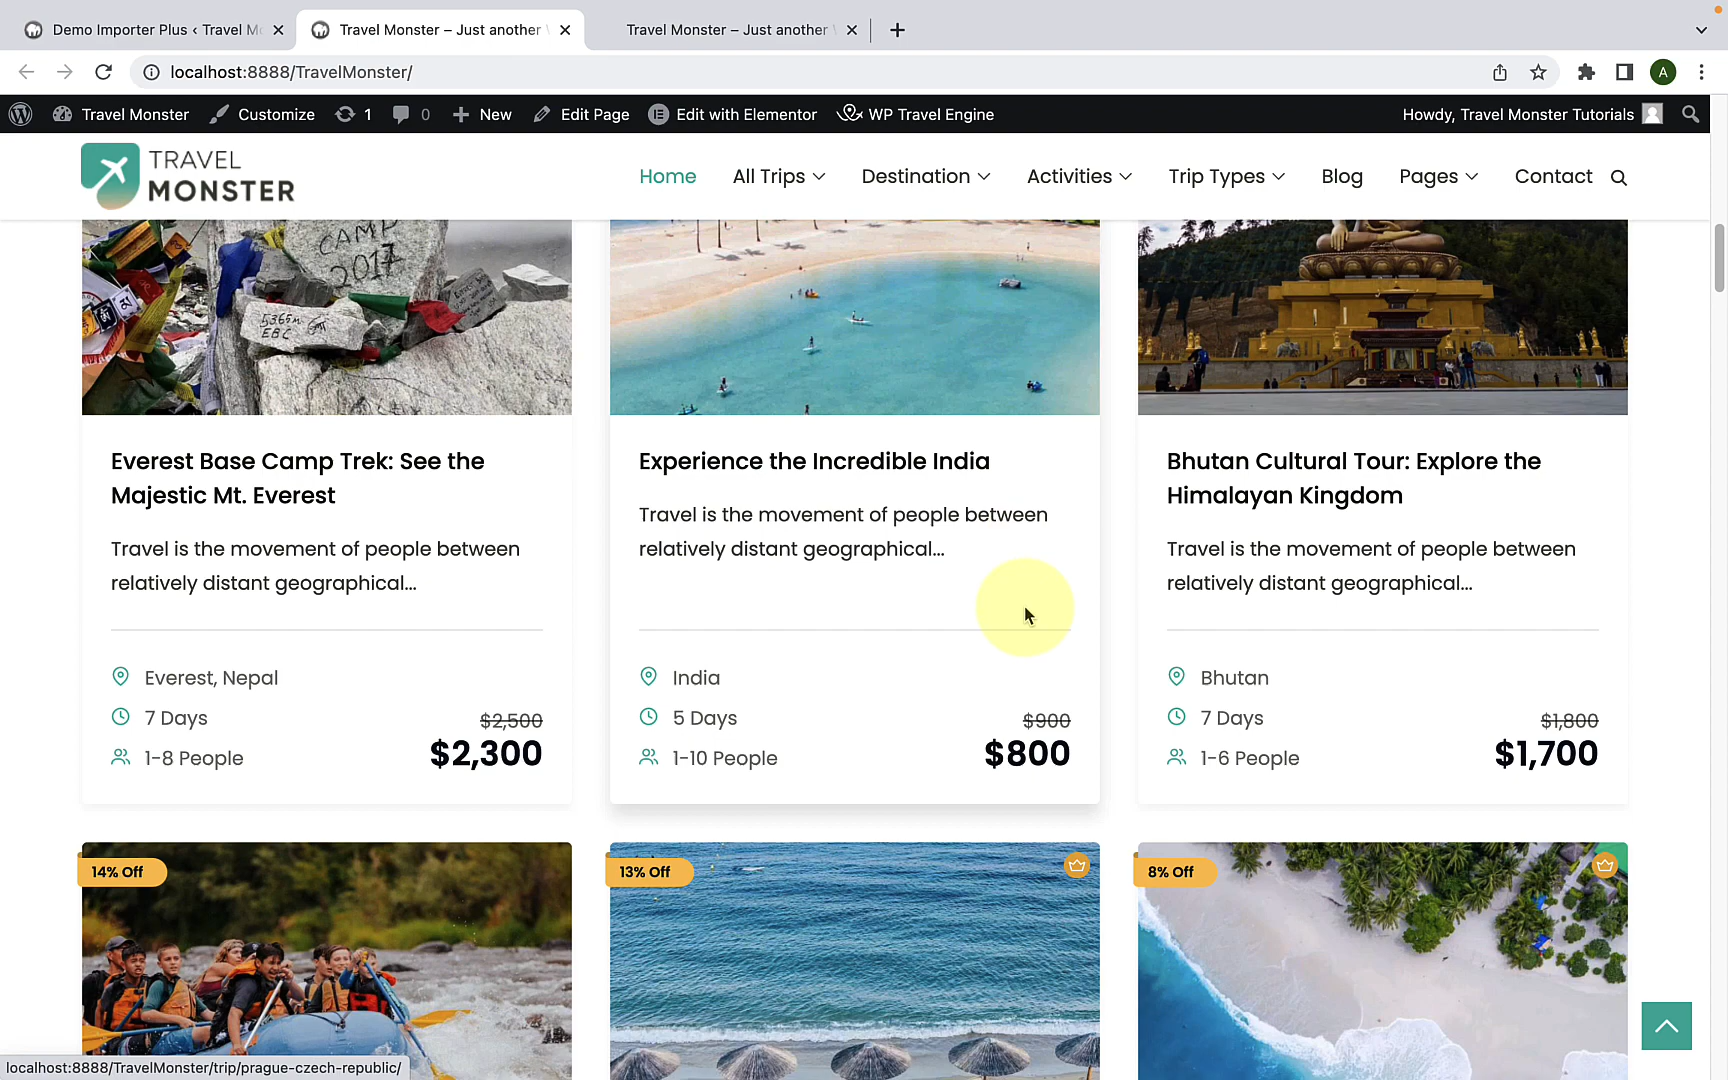 Demo Importer Plus ‹ Travel Mo
Travel Monster – Just another
Travel Monster – Just another
localhost:8888/TravelMonster/
A
Travel Monster
Customize
1
0
New
Edit Page
Edit with Elementor
WP Travel Engine
Howdy, Travel Monster Tutorials
TRAVEL
MONSTER
Home
All Trips
Destination
Activities
Trip Types
Blog
Pages
Contact
CAMP
2017
5365m
EBC
Everest Base Camp Trek: See the
Majestic Mt. Everest
Travel is the movement of people between
relatively distant geographical...
Everest, Nepal
7 Days
1-8 People
$2,500
$2,300
Experience the Incredible India
Travel is the movement of people between
relatively distant geographical...
India
5 Days
1-10 People
$900
$800
Bhutan Cultural Tour: Explore the
Himalayan Kingdom
Travel is the movement of people between
relatively distant geographical...
Bhutan
7 Days
1-6 People
$1,800
$1,700
14% Off
13% Off
8% Off
localhost:8888/TravelMonster/trip/prague-czech-republic/